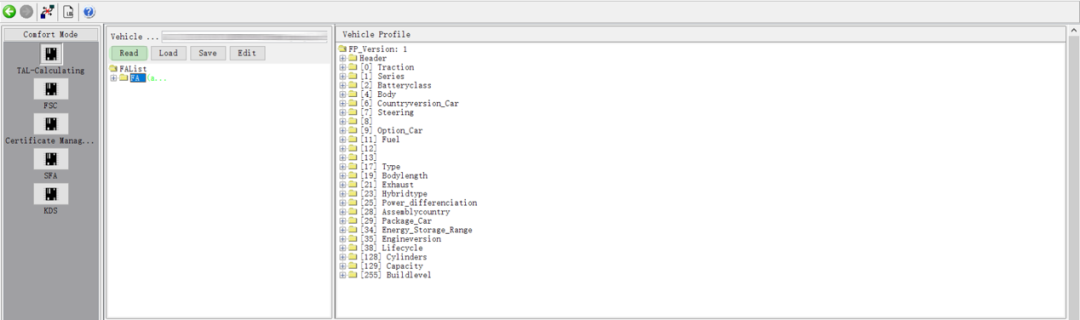 Comfort Mode
TAL-Calculating
FSC
Certificate Manag...
SFA
KDS
Vehicle ...
Read Load Save Edit
FAList
FA
Vehicle Profile
FP_Version: 1
Header
[0] Traction
[1] Series
[2] Batteryclass
[4] Body
[6] Countryversion_Car
[7] Steering
[8]
[9] Option_Car
[11] Fuel
[12]
[13]
[17] Type
[19] Bodylength
[21] Exhaust
[23] Hybridtype
[25] Power_differenciation
[28] Assemblycountry
[29] Package_Car
[34] Energy_Storage_Range
[35] Engineversion
[38] Lifecycle
[128] Cylinders
[129] Capacity
[255] Buildlevel